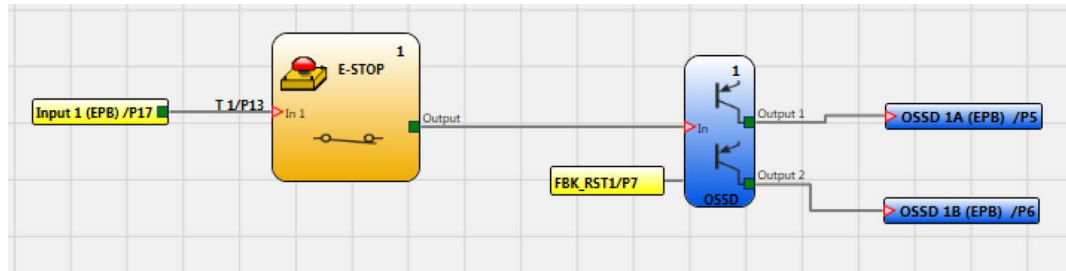 1
E-STOP
Input 1 (EPB) /P17
T 1/P13
In 1
Output
1
In
Output 1
OSSD 1A (EPB) /P5
FBK_RST1/P7
Output 2
OSSD
OSSD 1B (EPB) /P6